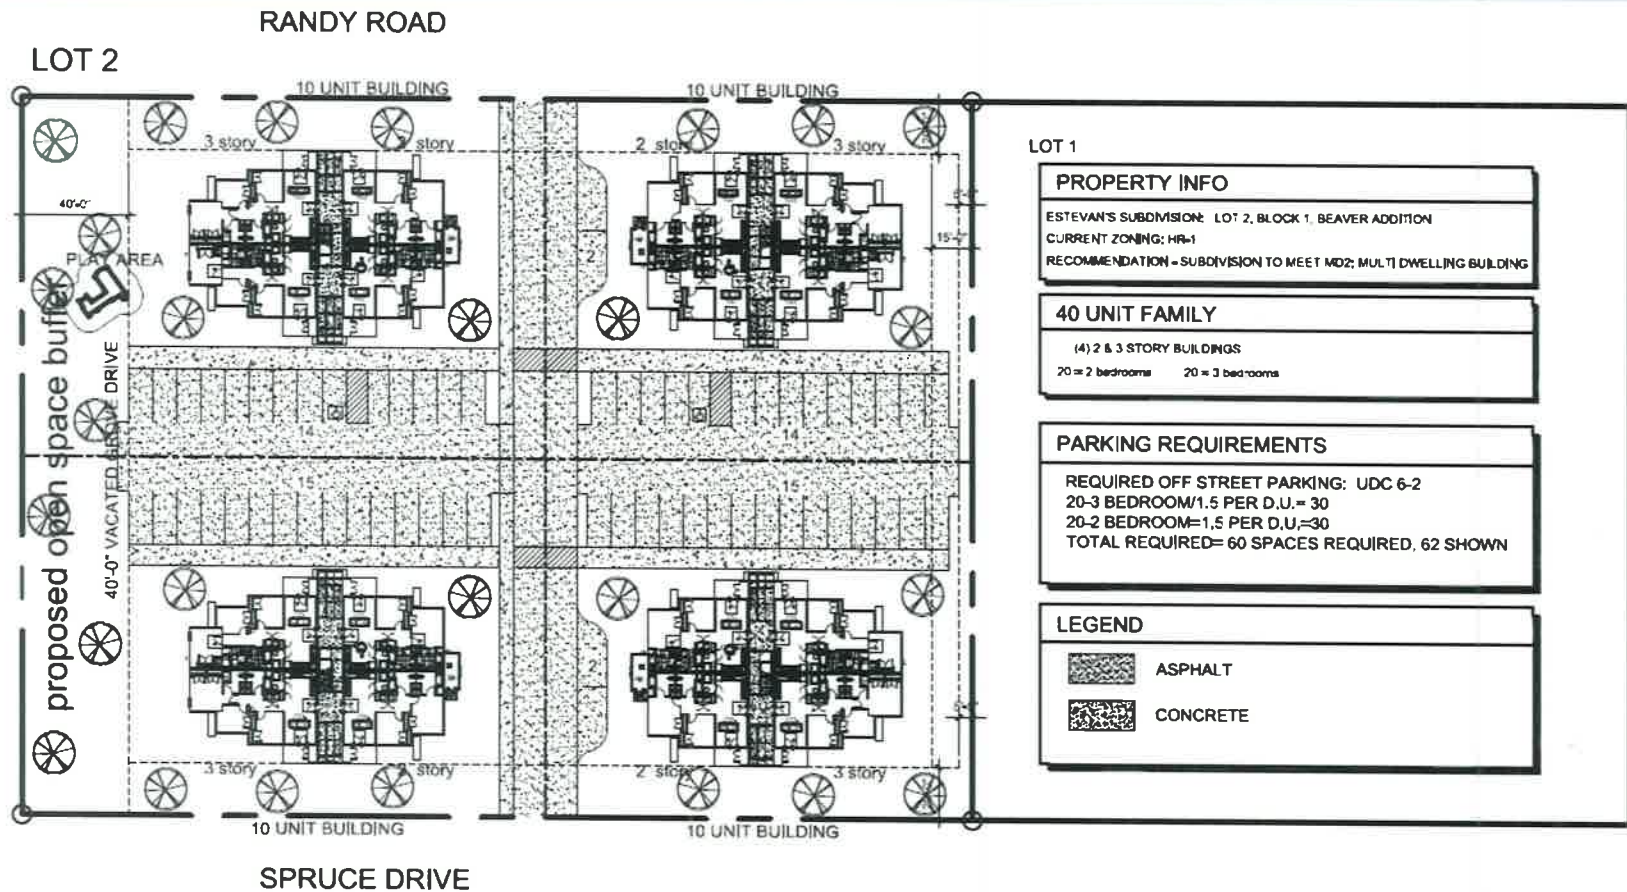 RANDY ROAD
LOT 2
10 UNIT BUILDING
10 UNIT BUILDING
3 story
story
2 story
3 story
40'-0"
PLAY AREA
proposed open space buffer
40'-0" VACATED DRIVE
2
15'-0"
14
14
15
15
2
3 story
story
2 story
3 story
10 UNIT BUILDING
10 UNIT BUILDING
SPRUCE DRIVE
LOT 1
PROPERTY INFO
ESTEVAN'S SUBDIVISION: LOT 2, BLOCK 1, BEAVER ADDITION
CURRENT ZONING: HR-1
RECOMMENDATION - SUBDIVISION TO MEET MD2; MULTI DWELLING BUILDING
40 UNIT FAMILY
(4) 2 & 3 STORY BUILDINGS
20 = 2 bedrooms 20 = 3 bedrooms
PARKING REQUIREMENTS
REQUIRED OFF STREET PARKING: UDC 6-2
20-3 BEDROOM/1.5 PER D.U.= 30
20-2 BEDROOM=1.5 PER D.U.=30
TOTAL REQUIRED= 60 SPACES REQUIRED, 62 SHOWN
LEGEND
ASPHALT
CONCRETE